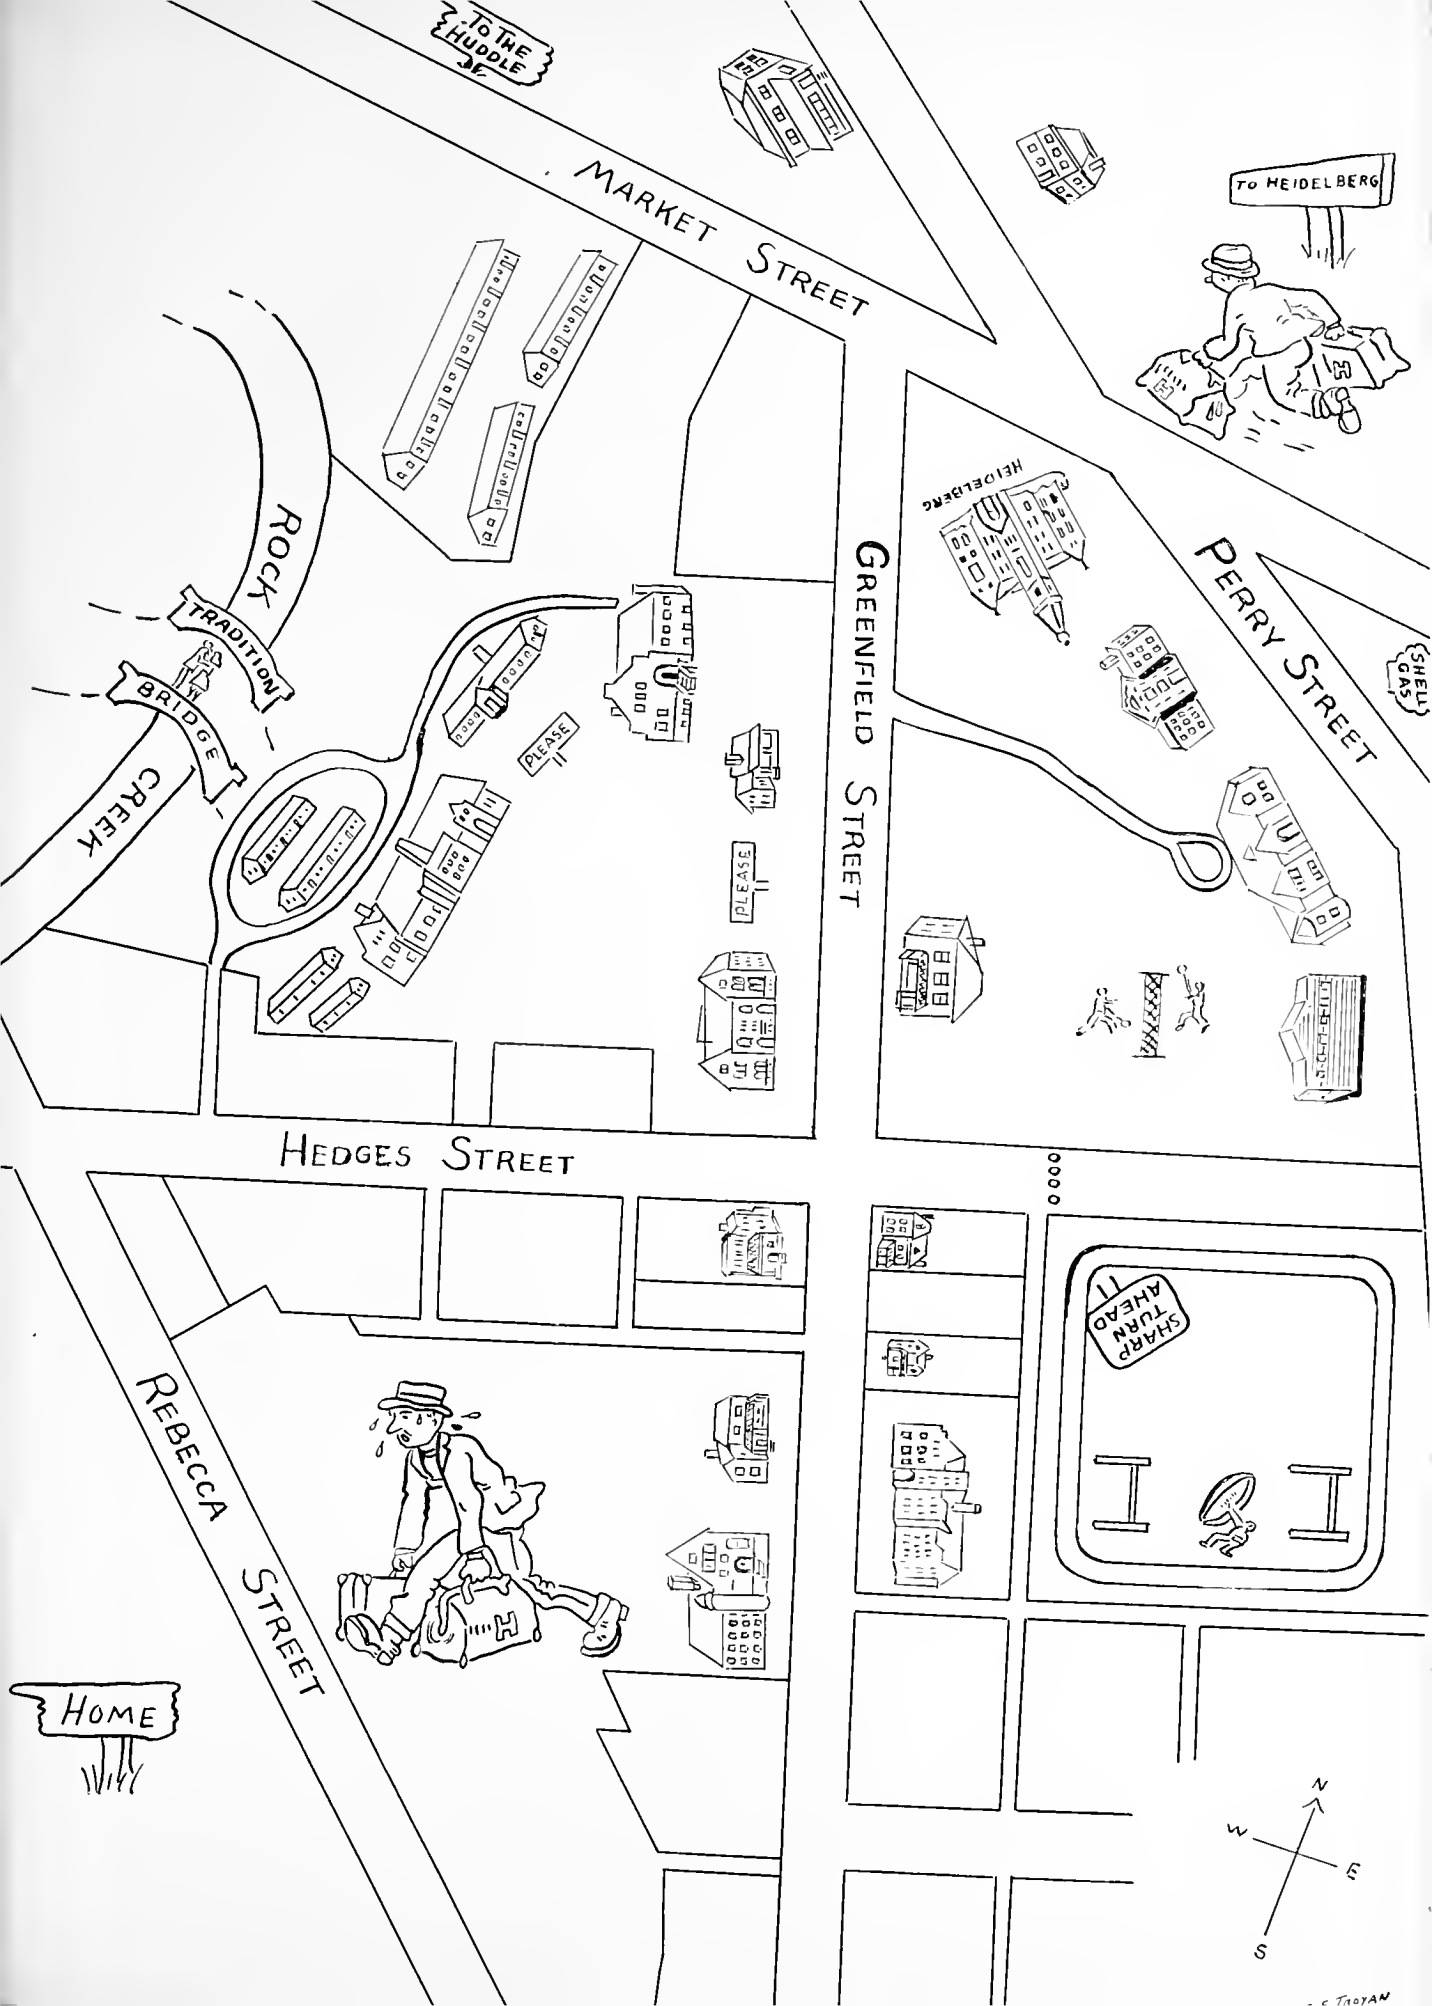 TO THE
HUDDLE
MARKET STREET
TO HEIDELBERG
H
H
HEIDELBERG
ROCK
CREEK
TRADITION
BRIDGE
GREENFIELD STREET
PERRY STREET
SHELL
GAS
PLEASE
PLEASE
HEDGES STREET
SHARP
TURN
AHEAD
REBECCA STREET
H
HOME
N
W
E
S
TROYAN